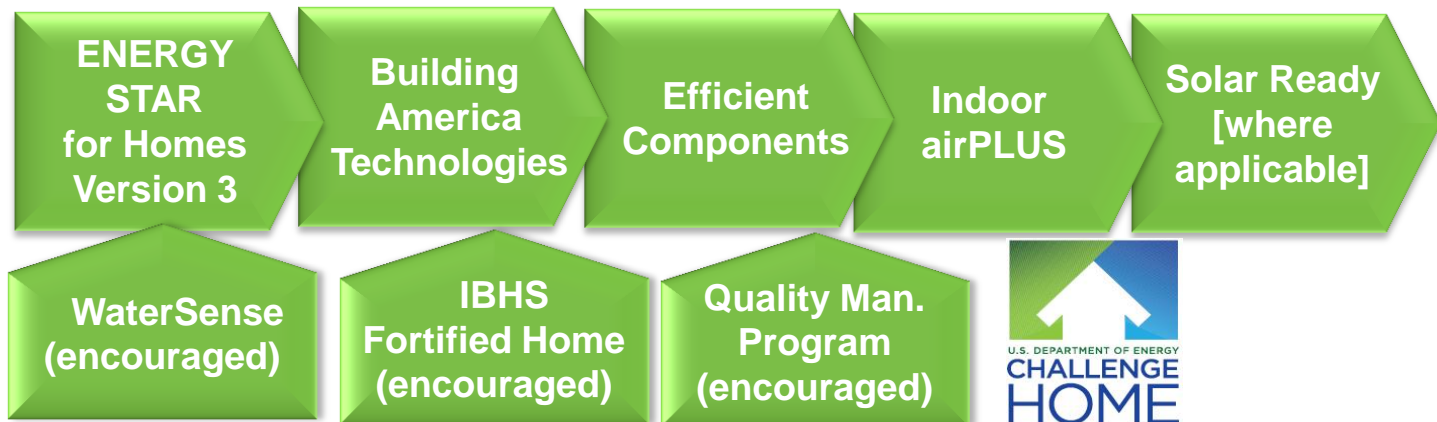 ENERGY
STAR
for Homes
Version 3
Building
America
Technologies
Efficient
Components
Indoor
airPLUS
Solar Ready
[where
applicable]
WaterSense
(encouraged)
IBHS
Fortified Home
(encouraged)
Quality Man.
Program
(encouraged)
U.S. DEPARTMENT OF ENERGY
CHALLENGE
HOME